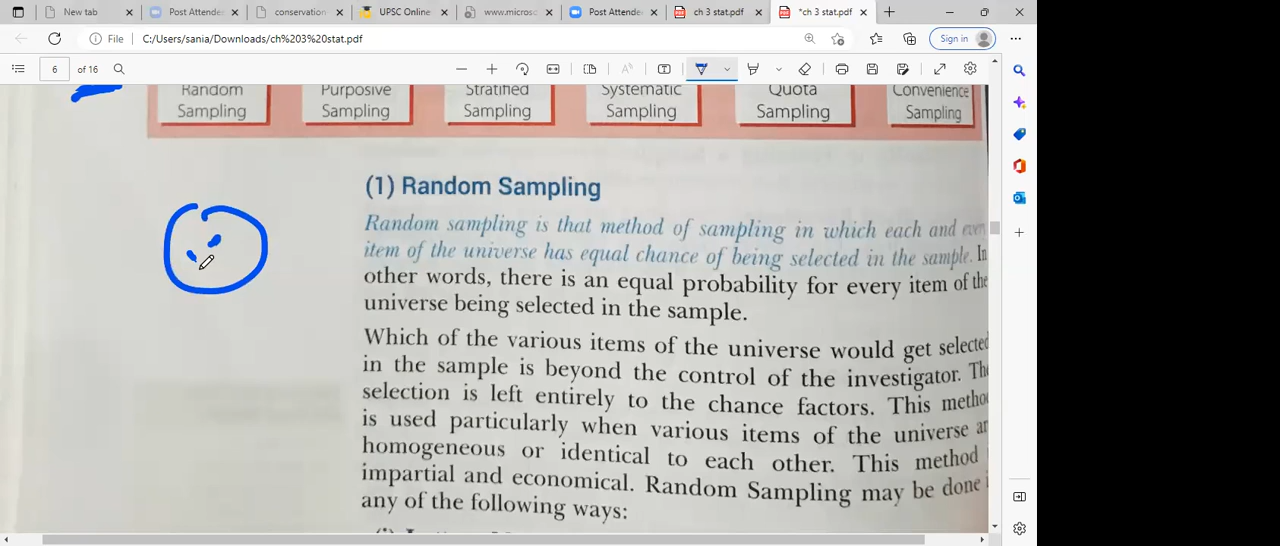 New tab
Post Attende
conservation
UPSC Online
www.microso
Post Attende
ch 3 stat.pdf
*ch 3 stat.pdf
File
C:/Users/sania/Downloads/ch%203%20stat.pdf
Sign in
6 of 16
Random Sampling
Purposive Sampling
Stratified Sampling
Systematic Sampling
Quota Sampling
Convenience Sampling
(1) Random Sampling
Random sampling is that method of sampling in which each and every
item of the universe has equal chance of being selected in the sample. In
other words, there is an equal probability for every item of the
universe being selected in the sample.
Which of the various items of the universe would get selected
in the sample is beyond the control of the investigator. The
selection is left entirely to the chance factors. This metho
is used particularly when various items of the universe ar
homogeneous or identical to each other. This method
impartial and economical. Random Sampling may be done i
any of the following ways: